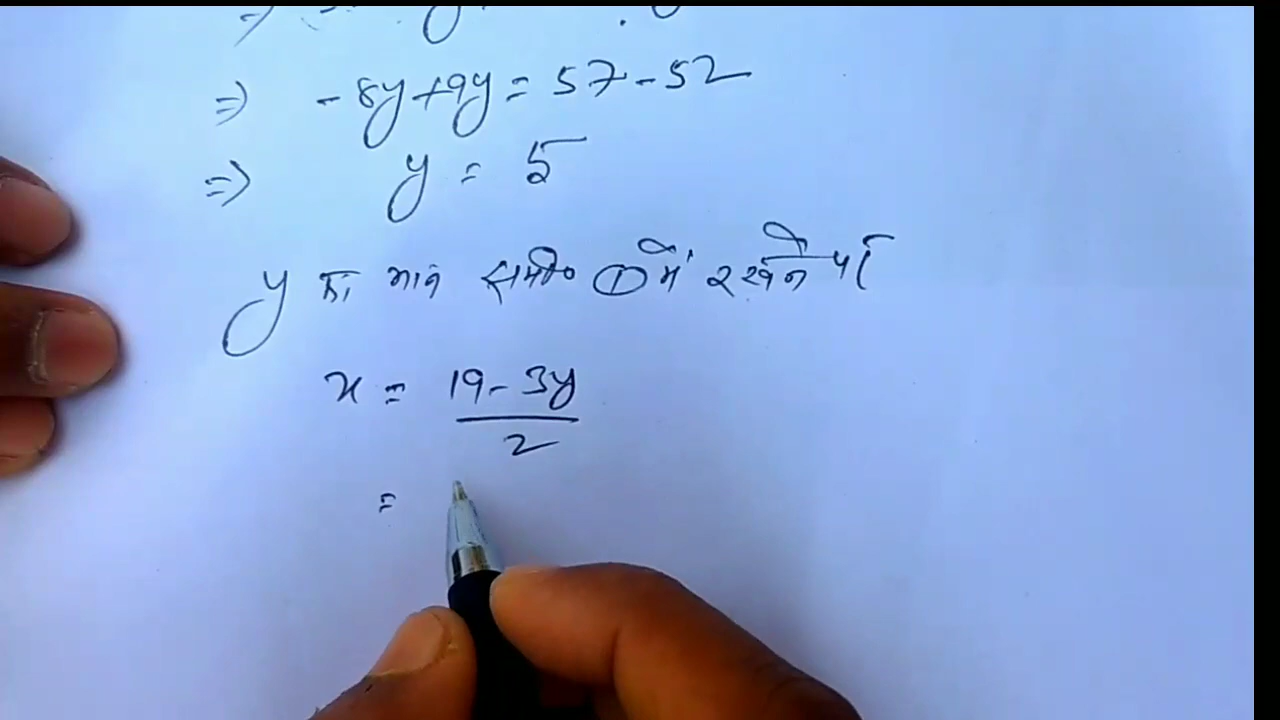 ⇒ -8y+9y = 57-52
⇒ y = 5
y का मान समी० ① में रखने पर
x = 19-3y
2
=